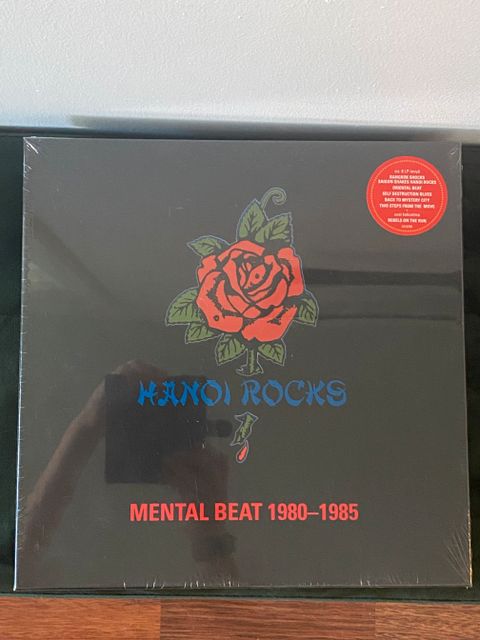 BANGKOK SHOCKS
SAIGON SHAKES HANOI ROCKS
ORIENTAL BEAT
SELF DESTRUCTION BLUES
BACK TO MYSTERY CITY
TWO STEPS FROM THE MOVE
REBELS ON THE RUN
HANOI ROCKS
MENTAL BEAT 1980–1985